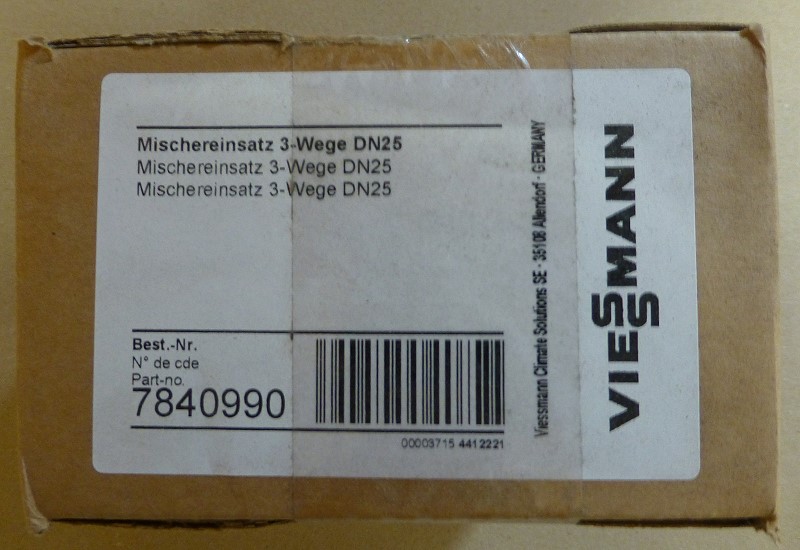 Mischereinsatz 3-Wege DN25
Mischereinsatz 3-Wege DN25
Mischereinsatz 3-Wege DN25
Best.-Nr.
N° de cde
Part-no.
7840990
00003715 4412221
Viessmann Climate Solutions SE · 35108 Allendorf · GERMANY
VIESSMANN